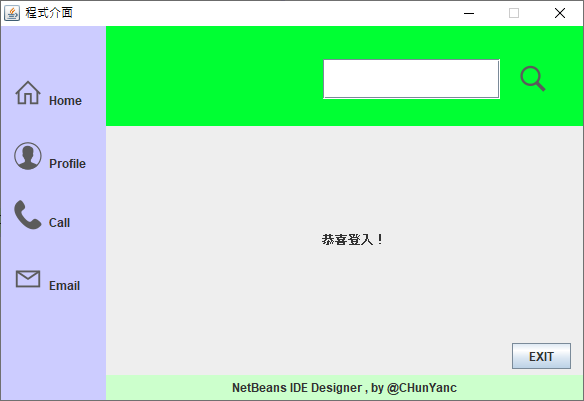 程式介面
Home
Profile
Call
Email
恭喜登入！
EXIT
NetBeans IDE Designer , by @CHunYanc